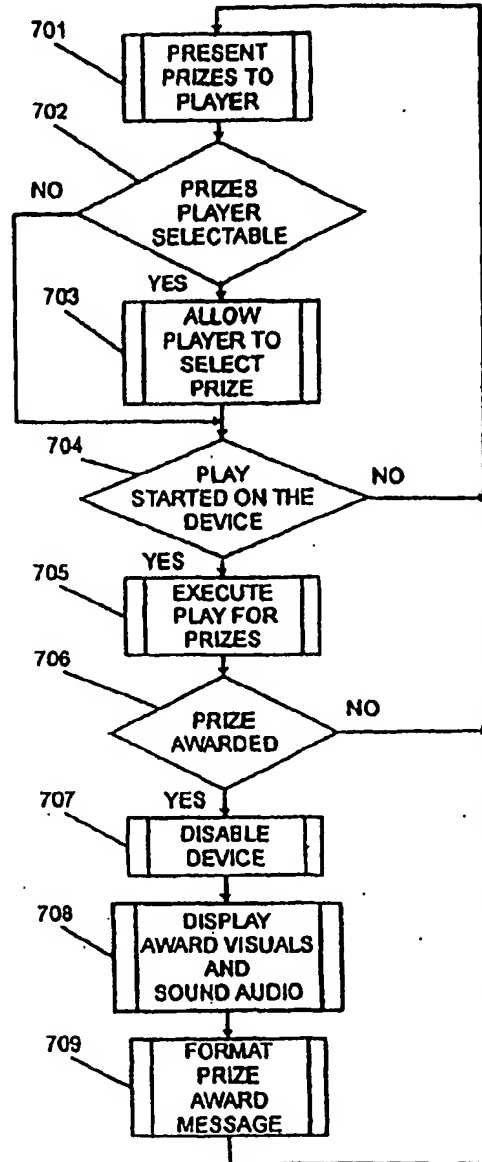 701
PRESENT
PRIZES TO
PLAYER
702
NO
PRIZES
PLAYER
SELECTABLE
YES
703
ALLOW
PLAYER TO
SELECT
PRIZE
704
PLAY
STARTED ON THE
DEVICE
NO
YES
705
EXECUTE
PLAY FOR
PRIZES
706
PRIZE
AWARDED
NO
YES
707
DISABLE
DEVICE
708
DISPLAY
AWARD VISUALS
AND
SOUND AUDIO
709
FORMAT
PRIZE
AWARD
MESSAGE